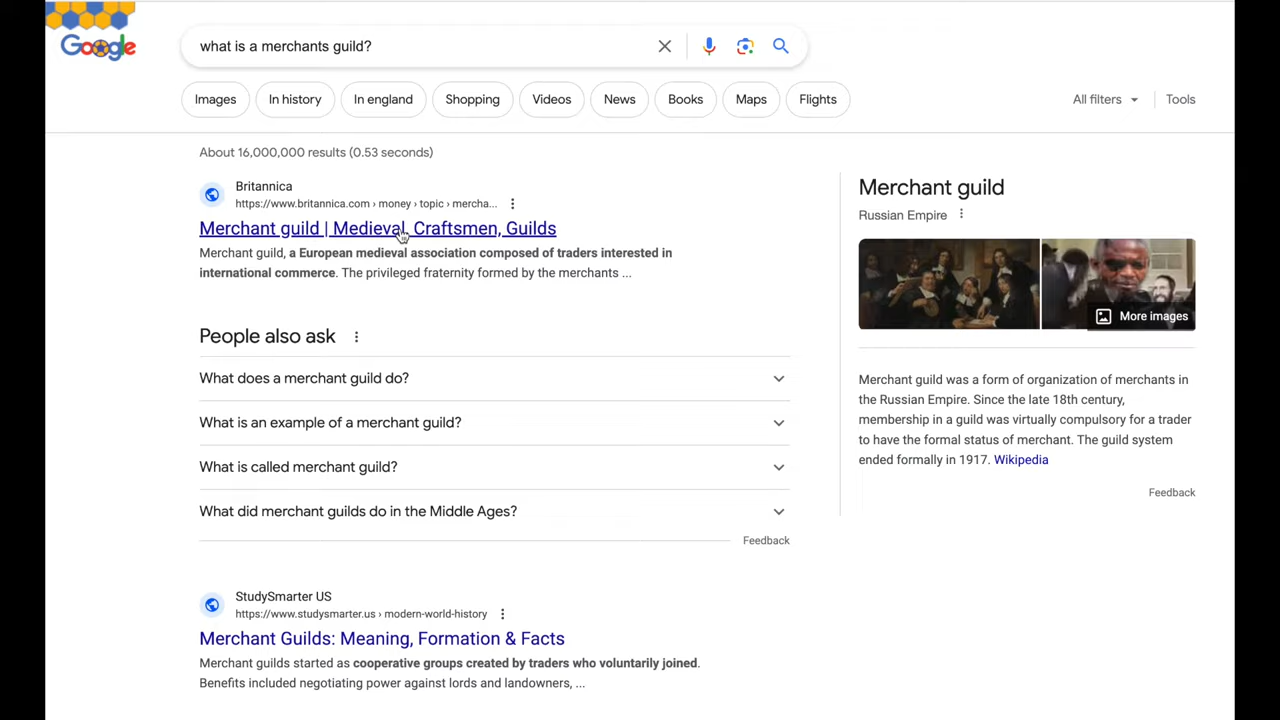 Google
what is a merchants guild?
Images
In history
In england
Shopping
Videos
News
Books
Maps
Flights
All filters
Tools
About 16,000,000 results (0.53 seconds)
Britannica
https://www.britannica.com › money › topic › mercha...
Merchant guild | Medieval, Craftsmen, Guilds
Merchant guild, a European medieval association composed of traders interested in
international commerce. The privileged fraternity formed by the merchants ...
People also ask
What does a merchant guild do?
What is an example of a merchant guild?
What is called merchant guild?
What did merchant guilds do in the Middle Ages?
Feedback
StudySmarter US
https://www.studysmarter.us › modern-world-history
Merchant Guilds: Meaning, Formation & Facts
Merchant guilds started as cooperative groups created by traders who voluntarily joined.
Benefits included negotiating power against lords and landowners, ...
Merchant guild
Russian Empire
More images
Merchant guild was a form of organization of merchants in
the Russian Empire. Since the late 18th century,
membership in a guild was virtually compulsory for a trader
to have the formal status of merchant. The guild system
ended formally in 1917. Wikipedia
Feedback